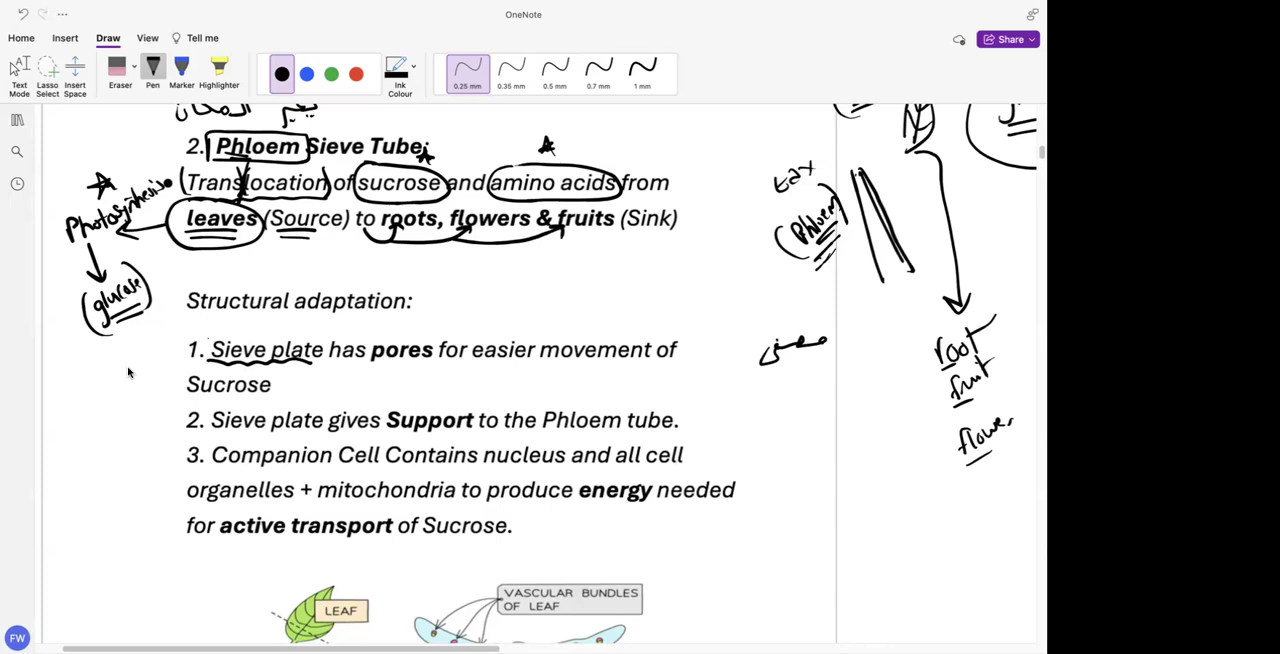 OneNote
Home Insert Draw View Tell me
Share
Text Mode
Lasso Select
Insert Space
Eraser
Pen
Marker
Highlighter
Ink Colour
0.25 mm
0.35 mm
0.5 mm
0.7 mm
1 mm
2. Phloem Sieve Tube:
Translocation of sucrose and amino acids from
leaves (Source) to roots, flowers & fruits (Sink)
Photosynthesis
glucose
(Phloem)
root
fruit
flower
Structural adaptation:
1. Sieve plate has pores for easier movement of
Sucrose
2. Sieve plate gives Support to the Phloem tube.
3. Companion Cell Contains nucleus and all cell
organelles + mitochondria to produce energy needed
for active transport of Sucrose.
LEAF
VASCULAR BUNDLES
OF LEAF
FW